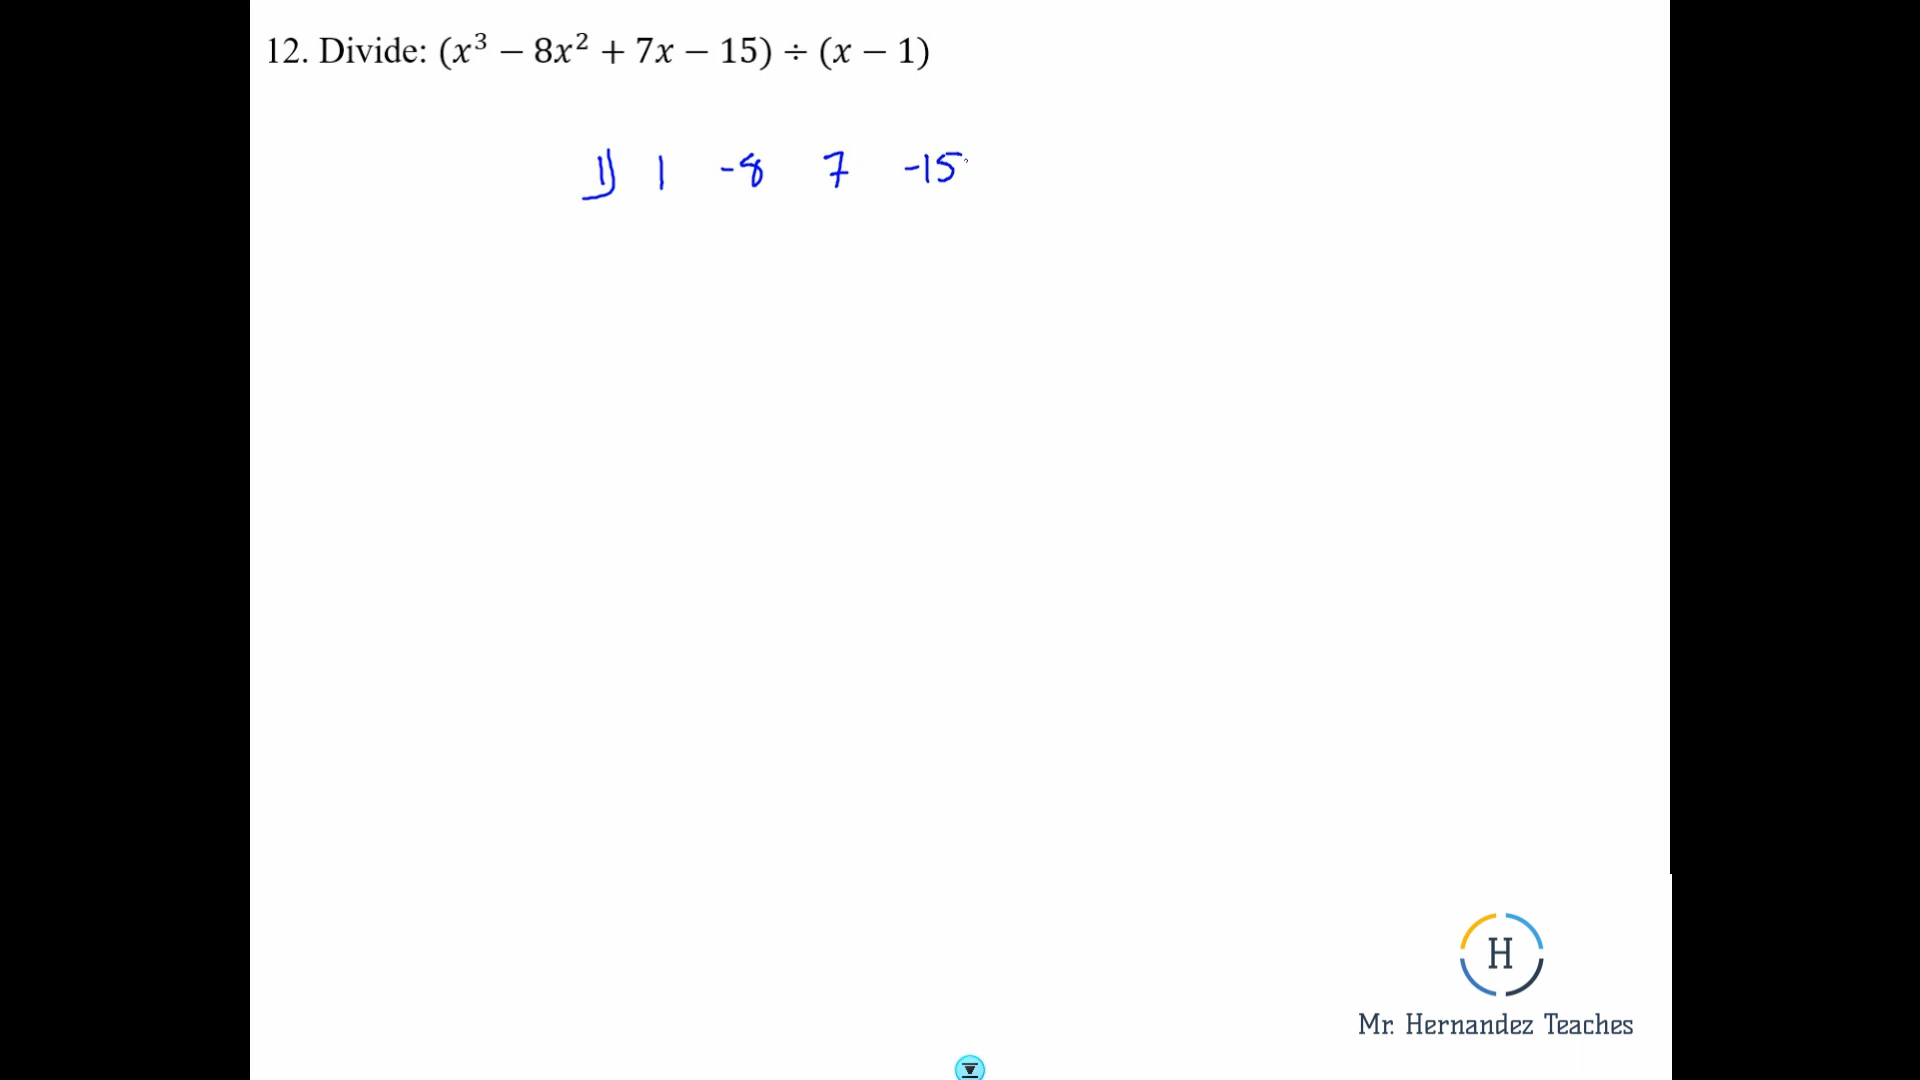 12. Divide: (x³ − 8x² + 7x − 15) ÷ (x − 1)
1) 1 -8 7 -15
H
Mr. Hernandez Teaches